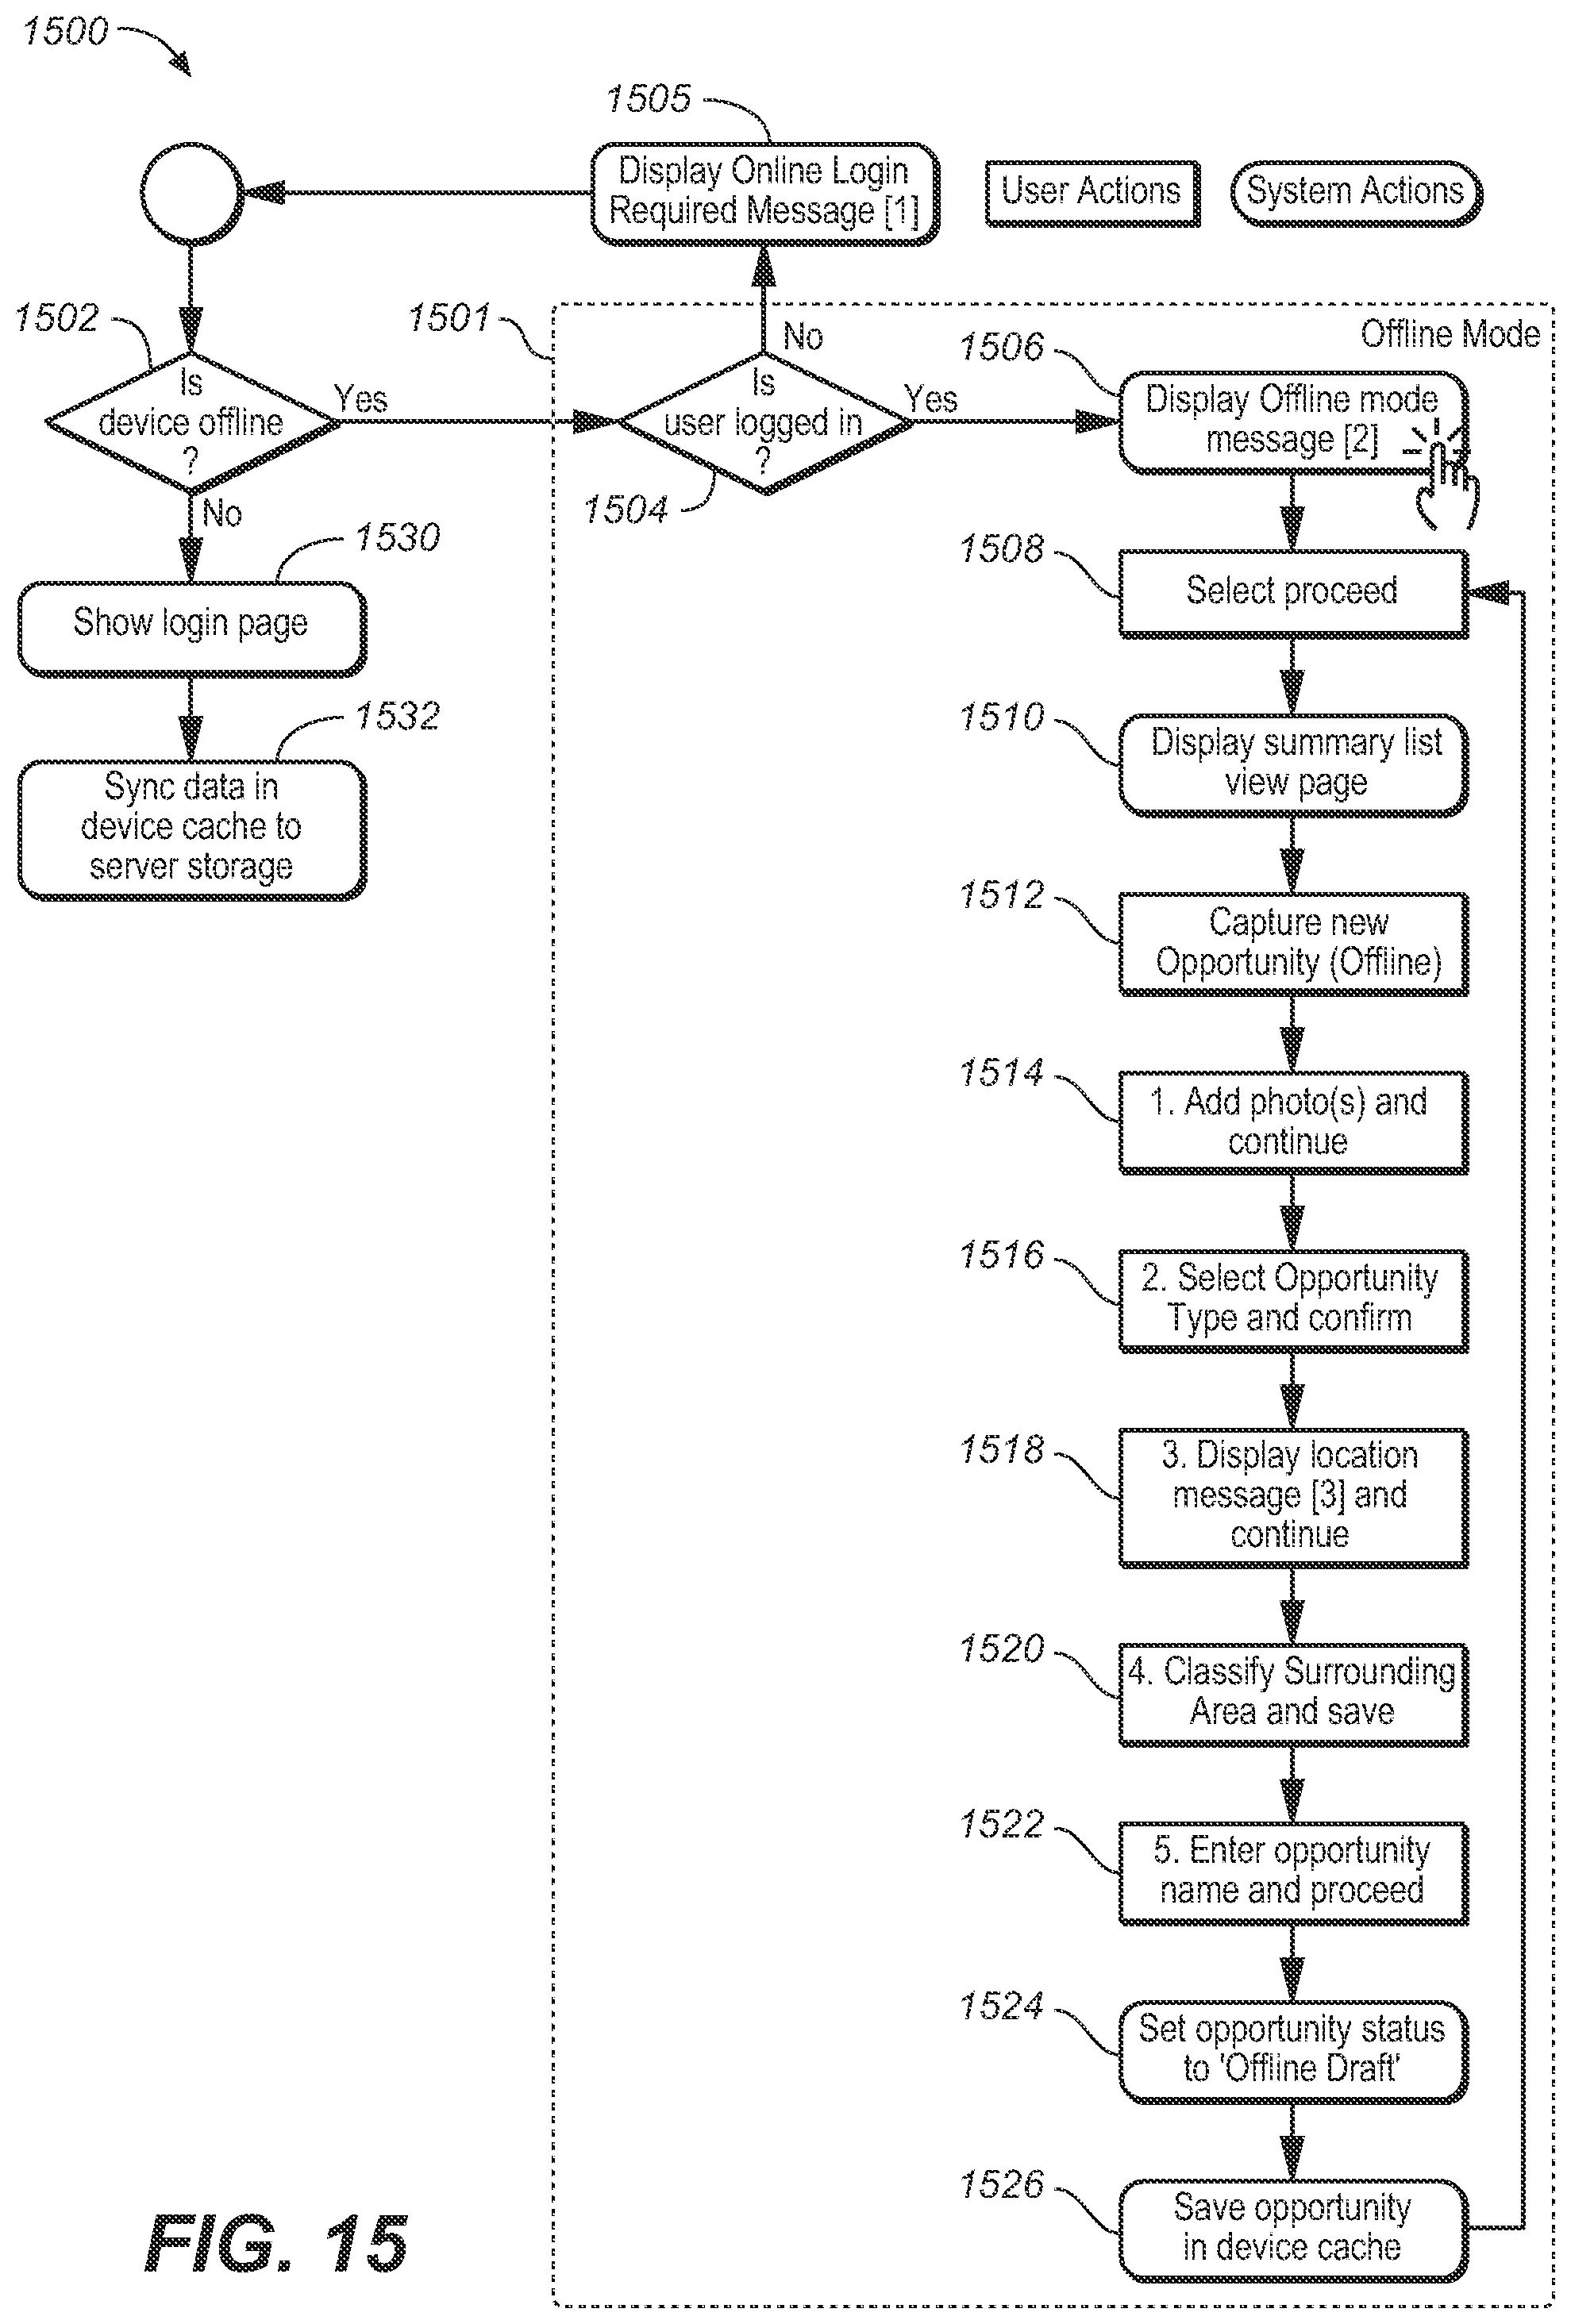 1500
1505
Display Online Login
Required Message [1]
User Actions
System Actions
1502
Is
device offline
?
Yes
No
1501
Offline Mode
No
Is
user logged in
?
Yes
1504
1506
Display Offline mode
message [2]
1530
Show login page
1532
Sync data in
device cache to
server storage
1508
Select proceed
1510
Display summary list
view page
1512
Capture new
Opportunity (Offline)
1514
1. Add photo(s) and
continue
1516
2. Select Opportunity
Type and confirm
1518
3. Display location
message [3] and
continue
1520
4. Classify Surrounding
Area and save
1522
5. Enter opportunity
name and proceed
1524
Set opportunity status
to 'Offline Draft'
1526
Save opportunity
in device cache
FIG. 15